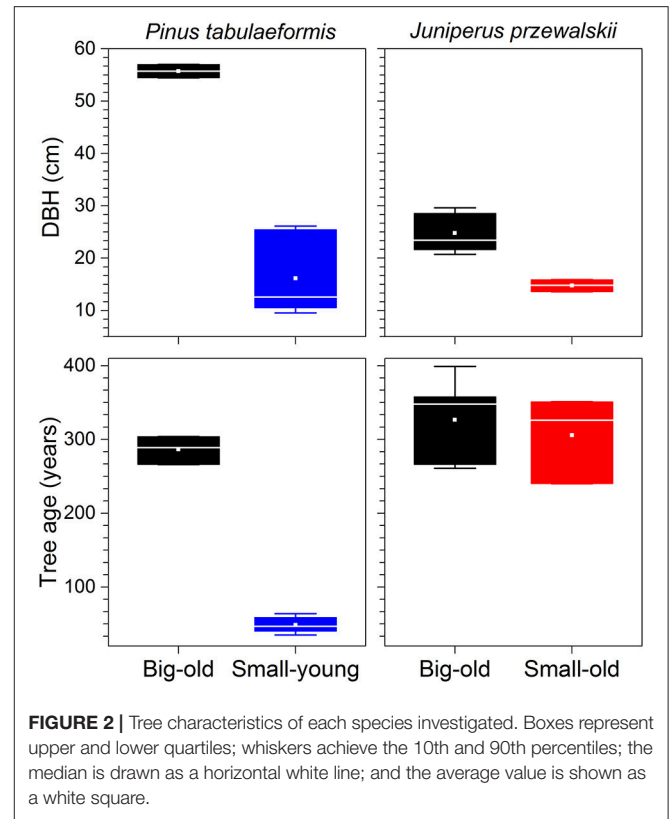 Pinus tabulaeformis
Juniperus przewalskii
DBH (cm)
60
50
40
30
20
10
Tree age (years)
400
300
200
100
Big-old
Small-young
Big-old
Small-old
FIGURE 2 | Tree characteristics of each species investigated. Boxes represent
upper and lower quartiles; whiskers achieve the 10th and 90th percentiles; the
median is drawn as a horizontal white line; and the average value is shown as
a white square.